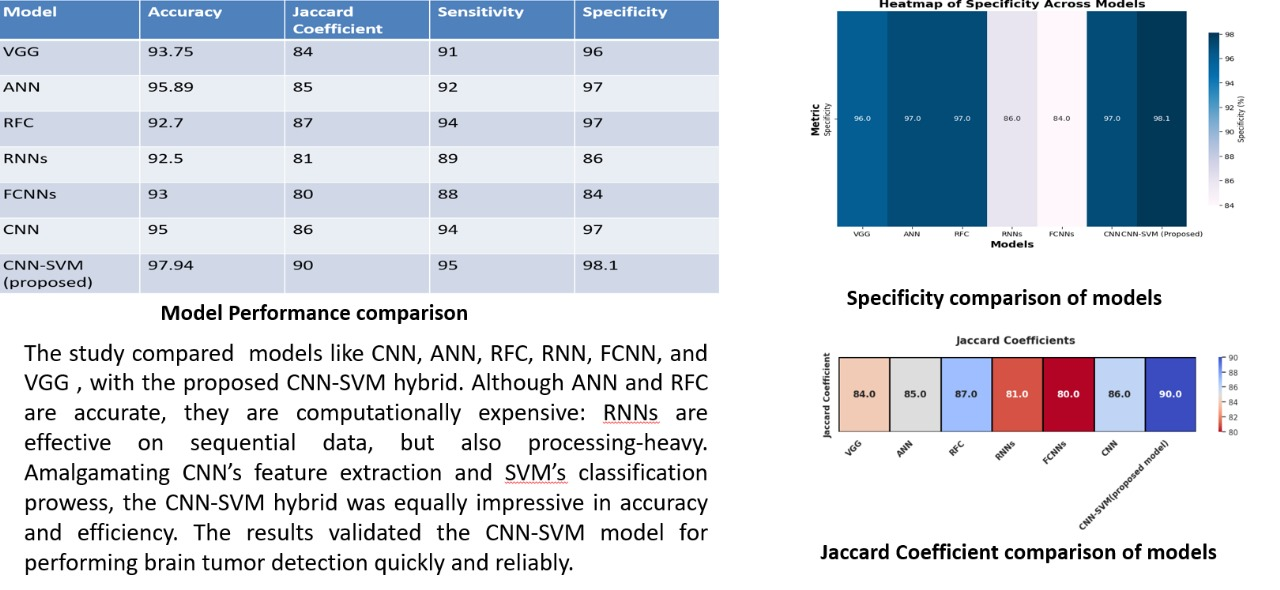 Model Accuracy Jaccard Coefficient Sensitivity Specificity
VGG 93.75 84 91 96
ANN 95.89 85 92 97
RFC 92.7 87 94 97
RNNs 92.5 81 89 86
FCNNs 93 80 88 84
CNN 95 86 94 97
CNN-SVM (proposed) 97.94 90 95 98.1
Model Performance comparison
The study compared models like CNN, ANN, RFC, RNN, FCNN, and
VGG , with the proposed CNN-SVM hybrid. Although ANN and RFC
are accurate, they are computationally expensive: RNNs are
effective on sequential data, but also processing-heavy.
Amalgamating CNN's feature extraction and SVM's classification
prowess, the CNN-SVM hybrid was equally impressive in accuracy
and efficiency. The results validated the CNN-SVM model for
performing brain tumor detection quickly and reliably.
Heatmap of Specificity Across Models
Metric
Specificity
96.0 97.0 97.0 86.0 84.0 97.0 98.1
VGG ANN RFC RNNs FCNNs CNN CNN-SVM (Proposed)
Models
98
96
94
92
90
88
86
84
Specificity (%)
Specificity comparison of models
Jaccard Coefficients
Jaccard Coefficient
84.0 85.0 87.0 81.0 80.0 86.0 90.0
VGG ANN RFC RNNs FCNNs CNN CNN-SVM(proposed model)
90
88
86
84
82
80
Jaccard Coefficient comparison of models